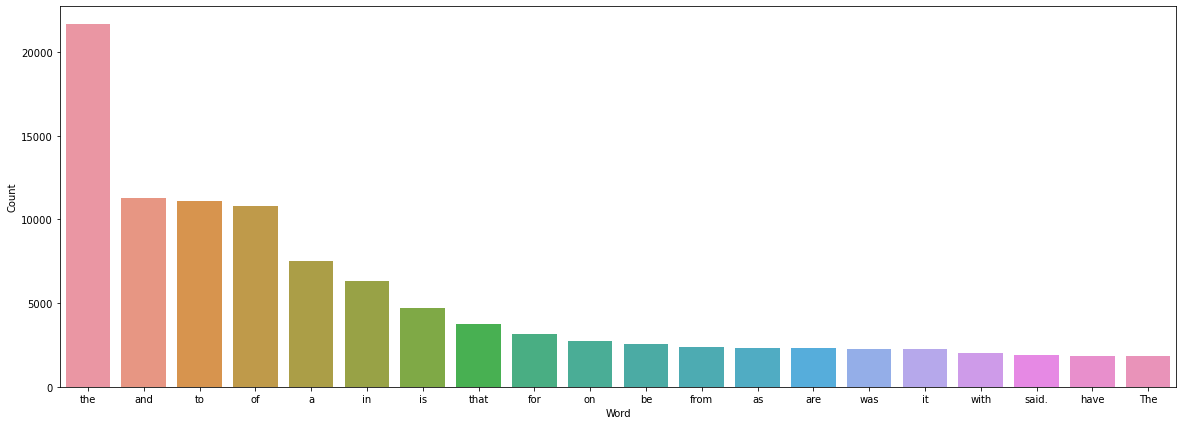 20000
15000
10000
5000
0
Count
the and to of a in is that for on be from as are was it with said. have The
Word